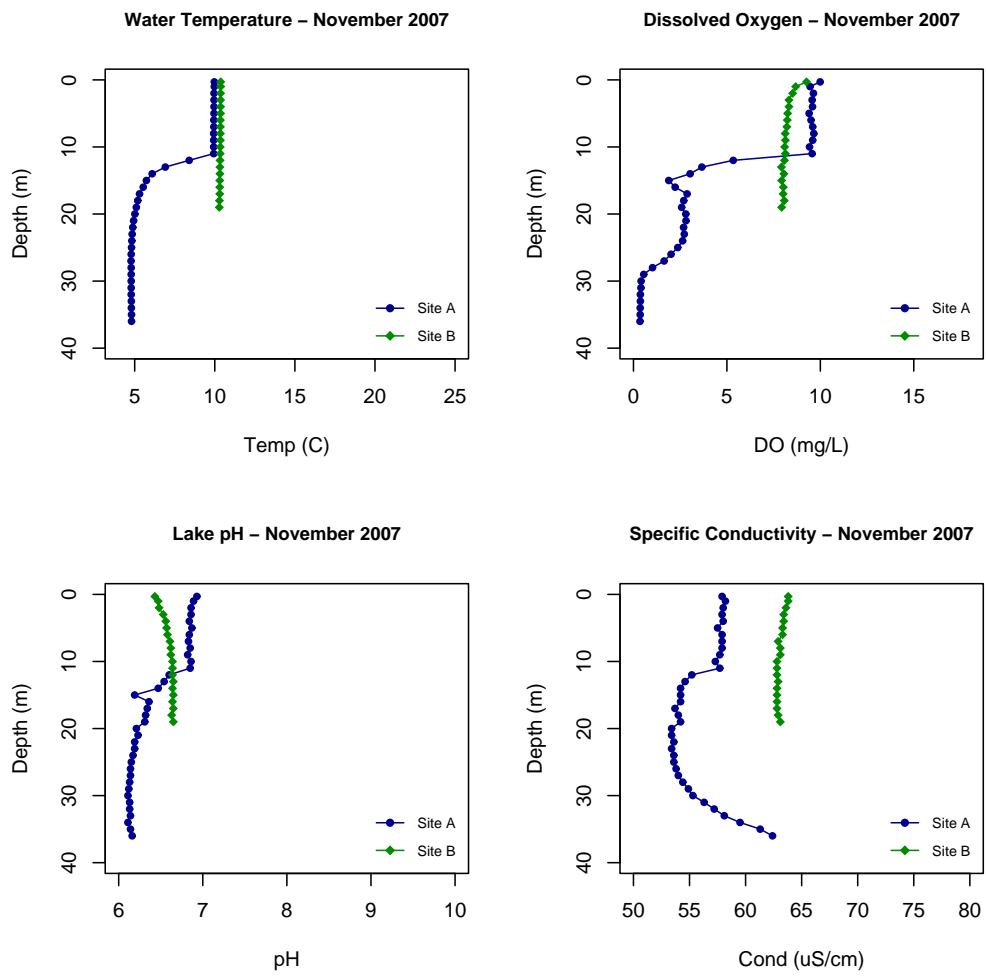 Water Temperature − November 2007
Dissolved Oxygen − November 2007
0
10
20
30
40
Depth (m)
5
10
15
20
25
Temp (C)
Site A
Site B
0
10
20
30
40
Depth (m)
0
5
10
15
DO (mg/L)
Site A
Site B
Lake pH − November 2007
Specific Conductivity − November 2007
0
10
20
30
40
Depth (m)
6
7
8
9
10
pH
Site A
Site B
0
10
20
30
40
Depth (m)
50
55
60
65
70
75
80
Cond (uS/cm)
Site A
Site B